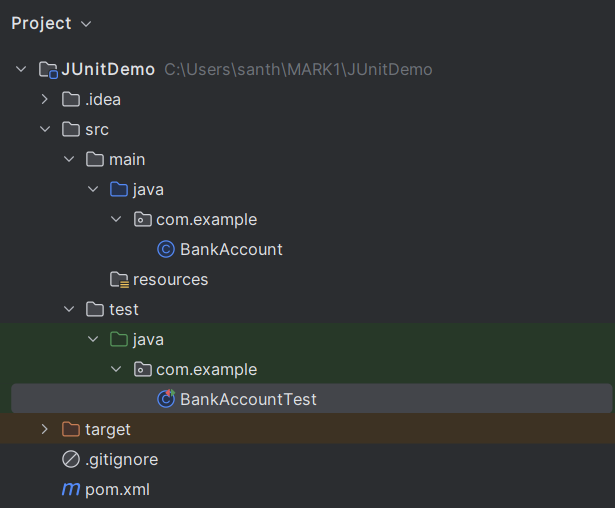 Project
JUnitDemo C:\Users\santh\MARK1\JUnitDemo
.idea
src
main
java
com.example
BankAccount
resources
test
java
com.example
BankAccountTest
target
.gitignore
pom.xml